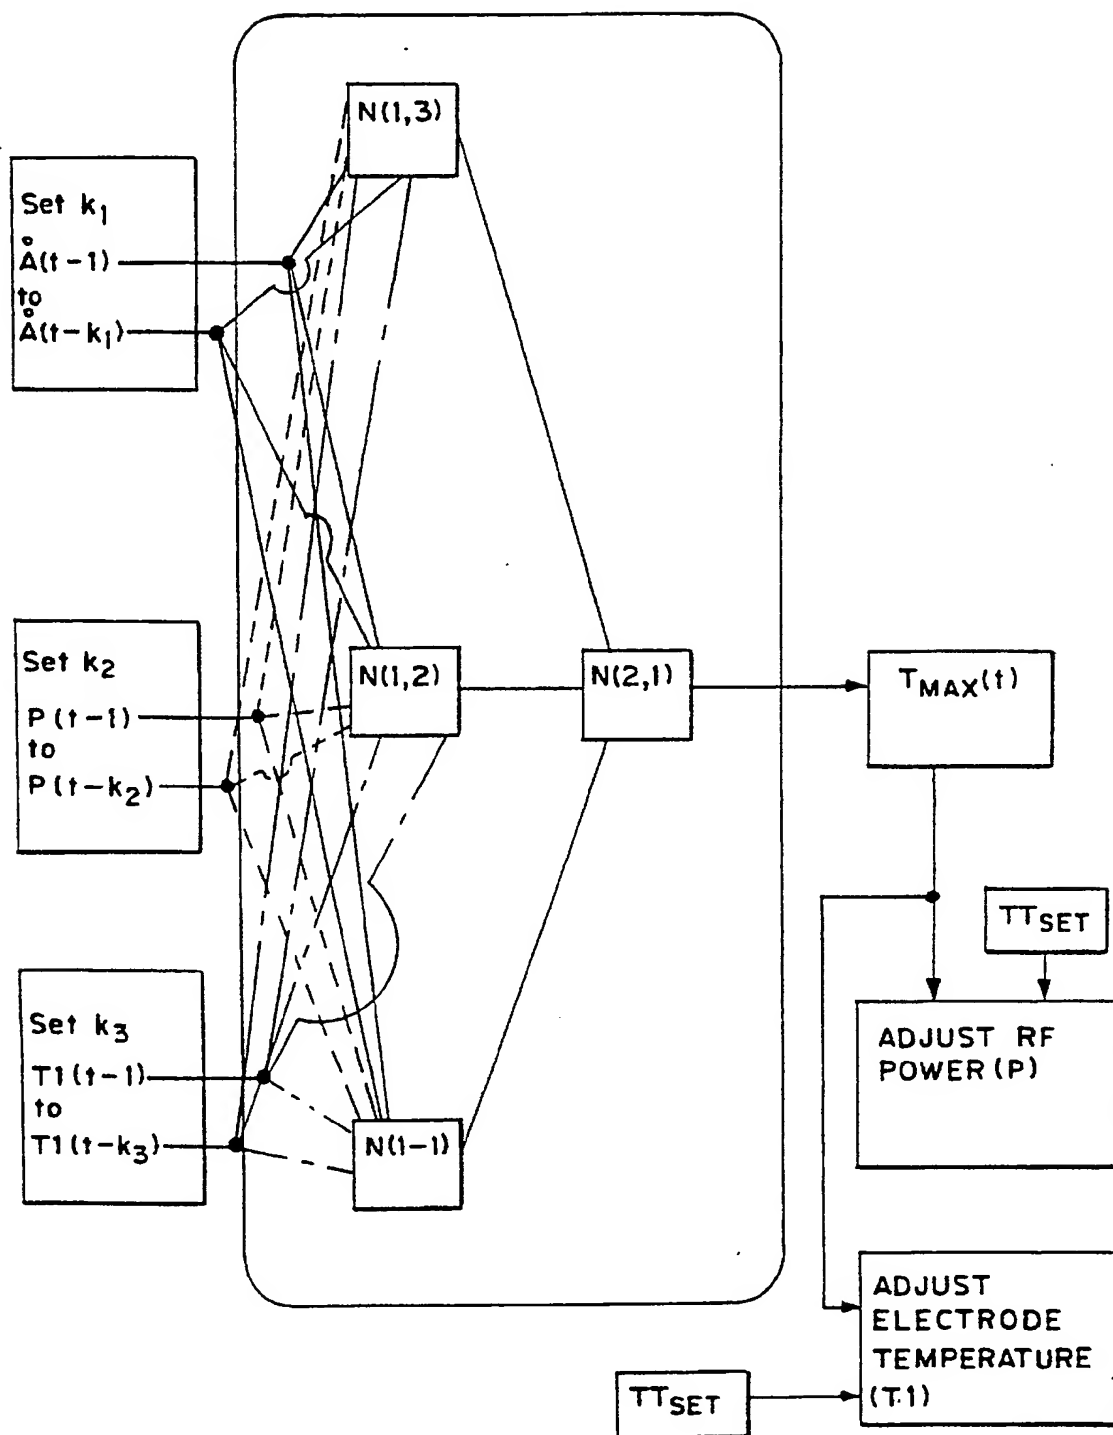 N(1,3)
Set k1
Å(t-1)
to
Å(t-k1)
Set k2
P(t-1)
to
P(t-k2)
N(1,2)
N(2,1)
TMAX(t)
TTSET
Set k3
T1(t-1)
to
T1(t-k3)
N(1-1)
ADJUST RF
POWER(P)
ADJUST
ELECTRODE
TEMPERATURE
(T.1)
TTSET